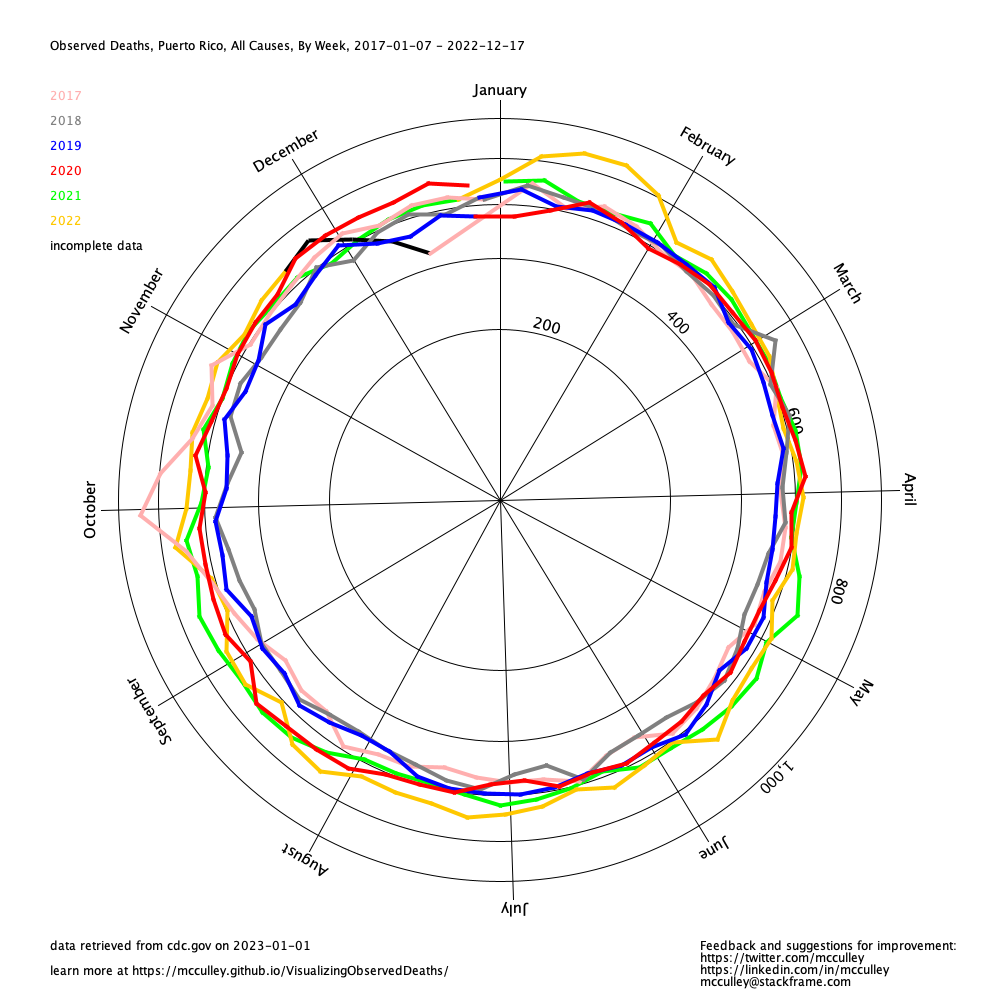 Observed Deaths, Puerto Rico, All Causes, By Week, 2017-01-07 - 2022-12-17
January
2017
2018
2019
2020
2021
2022
incomplete data
December
February
November
March
200
400
600
October
April
800
September
May
1,000
August
June
July
data retrieved from cdc.gov on 2023-01-01
learn more at https://mcculley.github.io/VisualizingObservedDeaths/
Feedback and suggestions for improvement:
https://twitter.com/mcculley
https://linkedin.com/in/mcculley
mcculley@stackframe.com